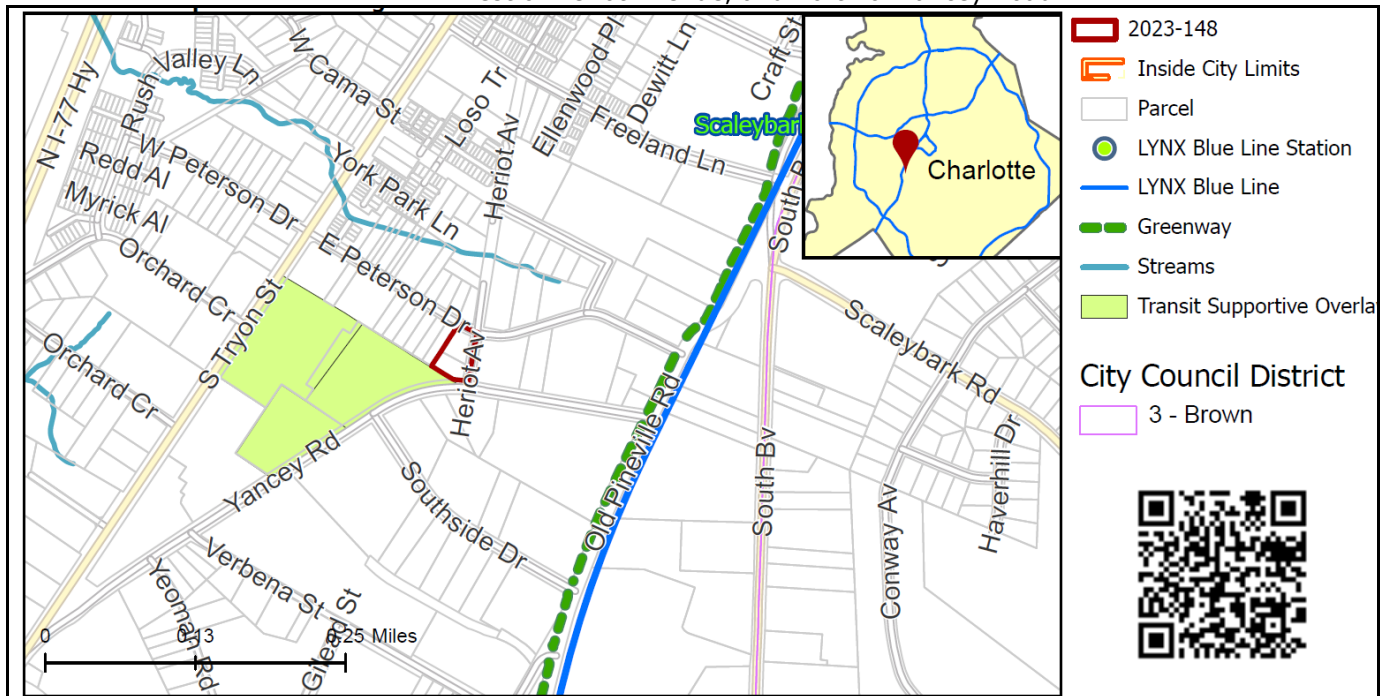 N I-77 Hy
Rush Valley Ln
W Cama St
Loso Tr
Ellenwood Pl
Dewitt Ln
Craft St
Freeland Ln
Scaleybark
Heriot Av
Redd Al
W Peterson Dr
York Park Ln
Myrick Al
Orchard Cr
E Peterson Dr
S Tryon St
Orchard Cr
Heriot Av
South B
Scaleybark Rd
Yancey Rd
Old Pineville Rd
South Bv
Southside Dr
Conway Av
Haverhill Dr
Verbena St
Yeoman Rd
Gilead St
0 0.13 0.25 Miles
Charlotte
2023-148
Inside City Limits
Parcel
LYNX Blue Line Station
LYNX Blue Line
Greenway
Streams
Transit Supportive Overla
City Council District
3 - Brown